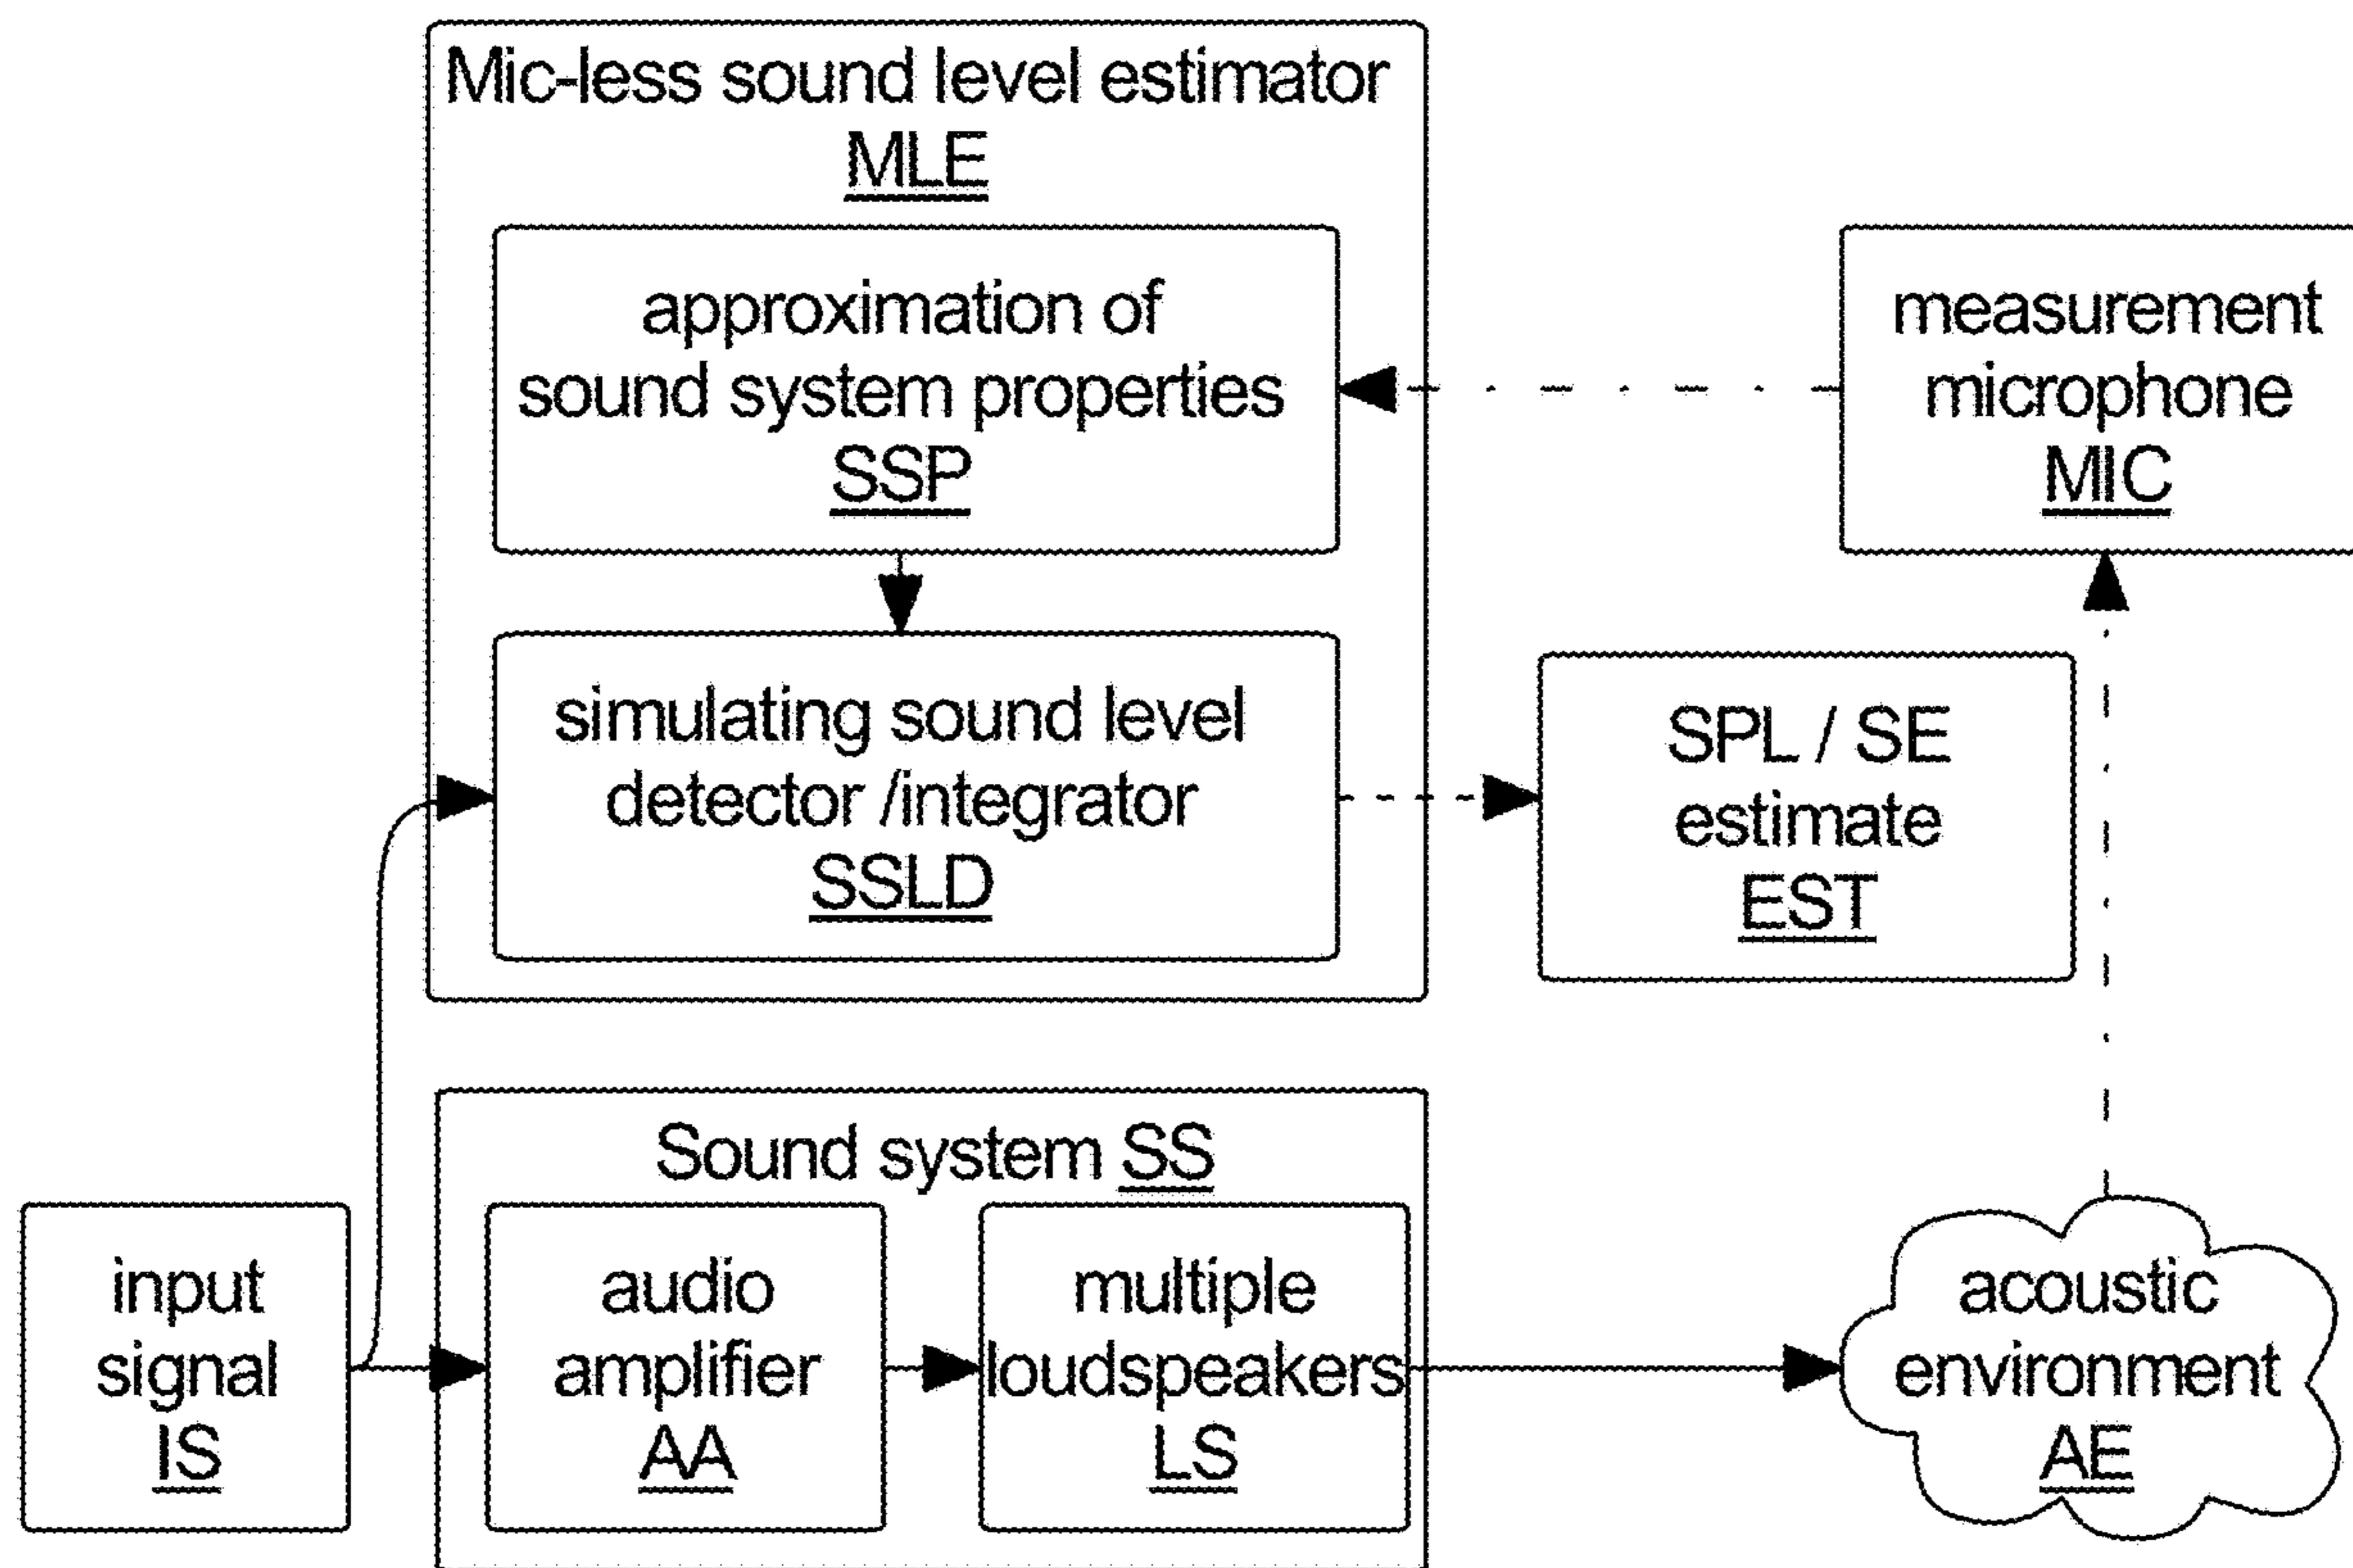 Mic-less sound level estimator
MLE
approximation of
sound system properties
SSP
measurement
microphone
MIC
simulating sound level
detector /integrator
SSLD
SPL / SE
estimate
EST
Sound system SS
input
signal
IS
audio
amplifier
AA
multiple
loudspeakers
LS
acoustic
environment
AE